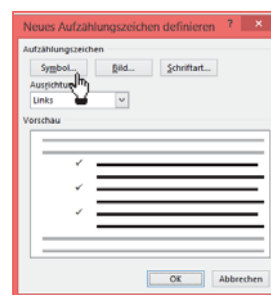 Neues Aufzählungszeichen definieren ? ×
Aufzählungszeichen
Symbol... Bild... Schriftart...
Ausrichtung
Links
Vorschau
OK Abbrechen